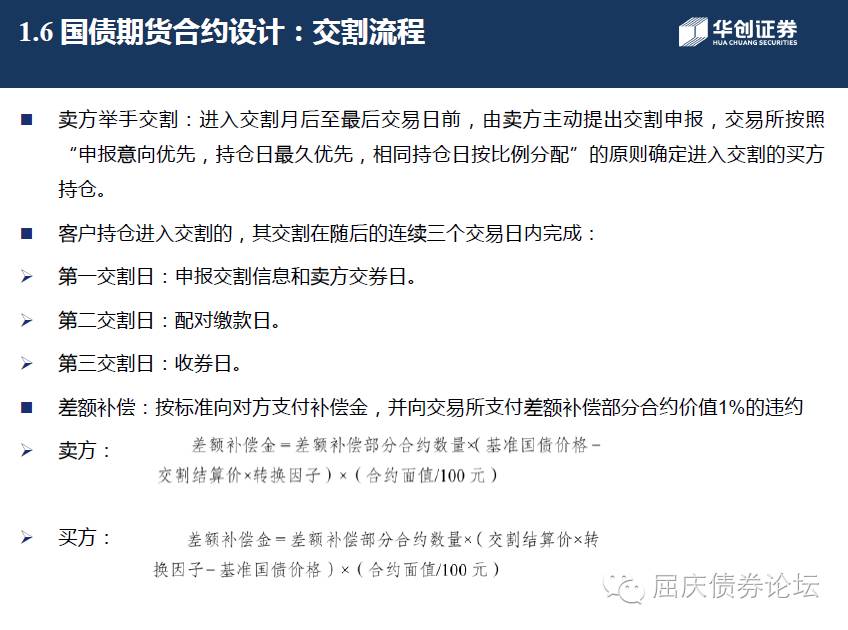 1.6 国债期货合约设计：交割流程
华创证券
HUA CHUANG SECURITIES
■ 卖方举手交割：进入交割月后至最后交易日前，由卖方主动提出交割申报，交易所按照
“申报意向优先，持仓日最久优先，相同持仓日按比例分配”的原则确定进入交割的买方
持仓。
■ 客户持仓进入交割的，其交割在随后的连续三个交易日内完成：
➢ 第一交割日：申报交割信息和卖方交券日。
➢ 第二交割日：配对缴款日。
➢ 第三交割日：收券日。
■ 差额补偿：按标准向对方支付补偿金，并向交易所支付差额补偿部分合约价值1%的违约
➢ 卖方：
差额补偿金＝差额补偿部分合约数量×（基准国债价格－
交割结算价×转换因子）×（合约面值/100 元）
➢ 买方：
差额补偿金＝差额补偿部分合约数量×（交割结算价×转
换因子－基准国债价格）×（合约面值/100 元）
屈庆债券论坛